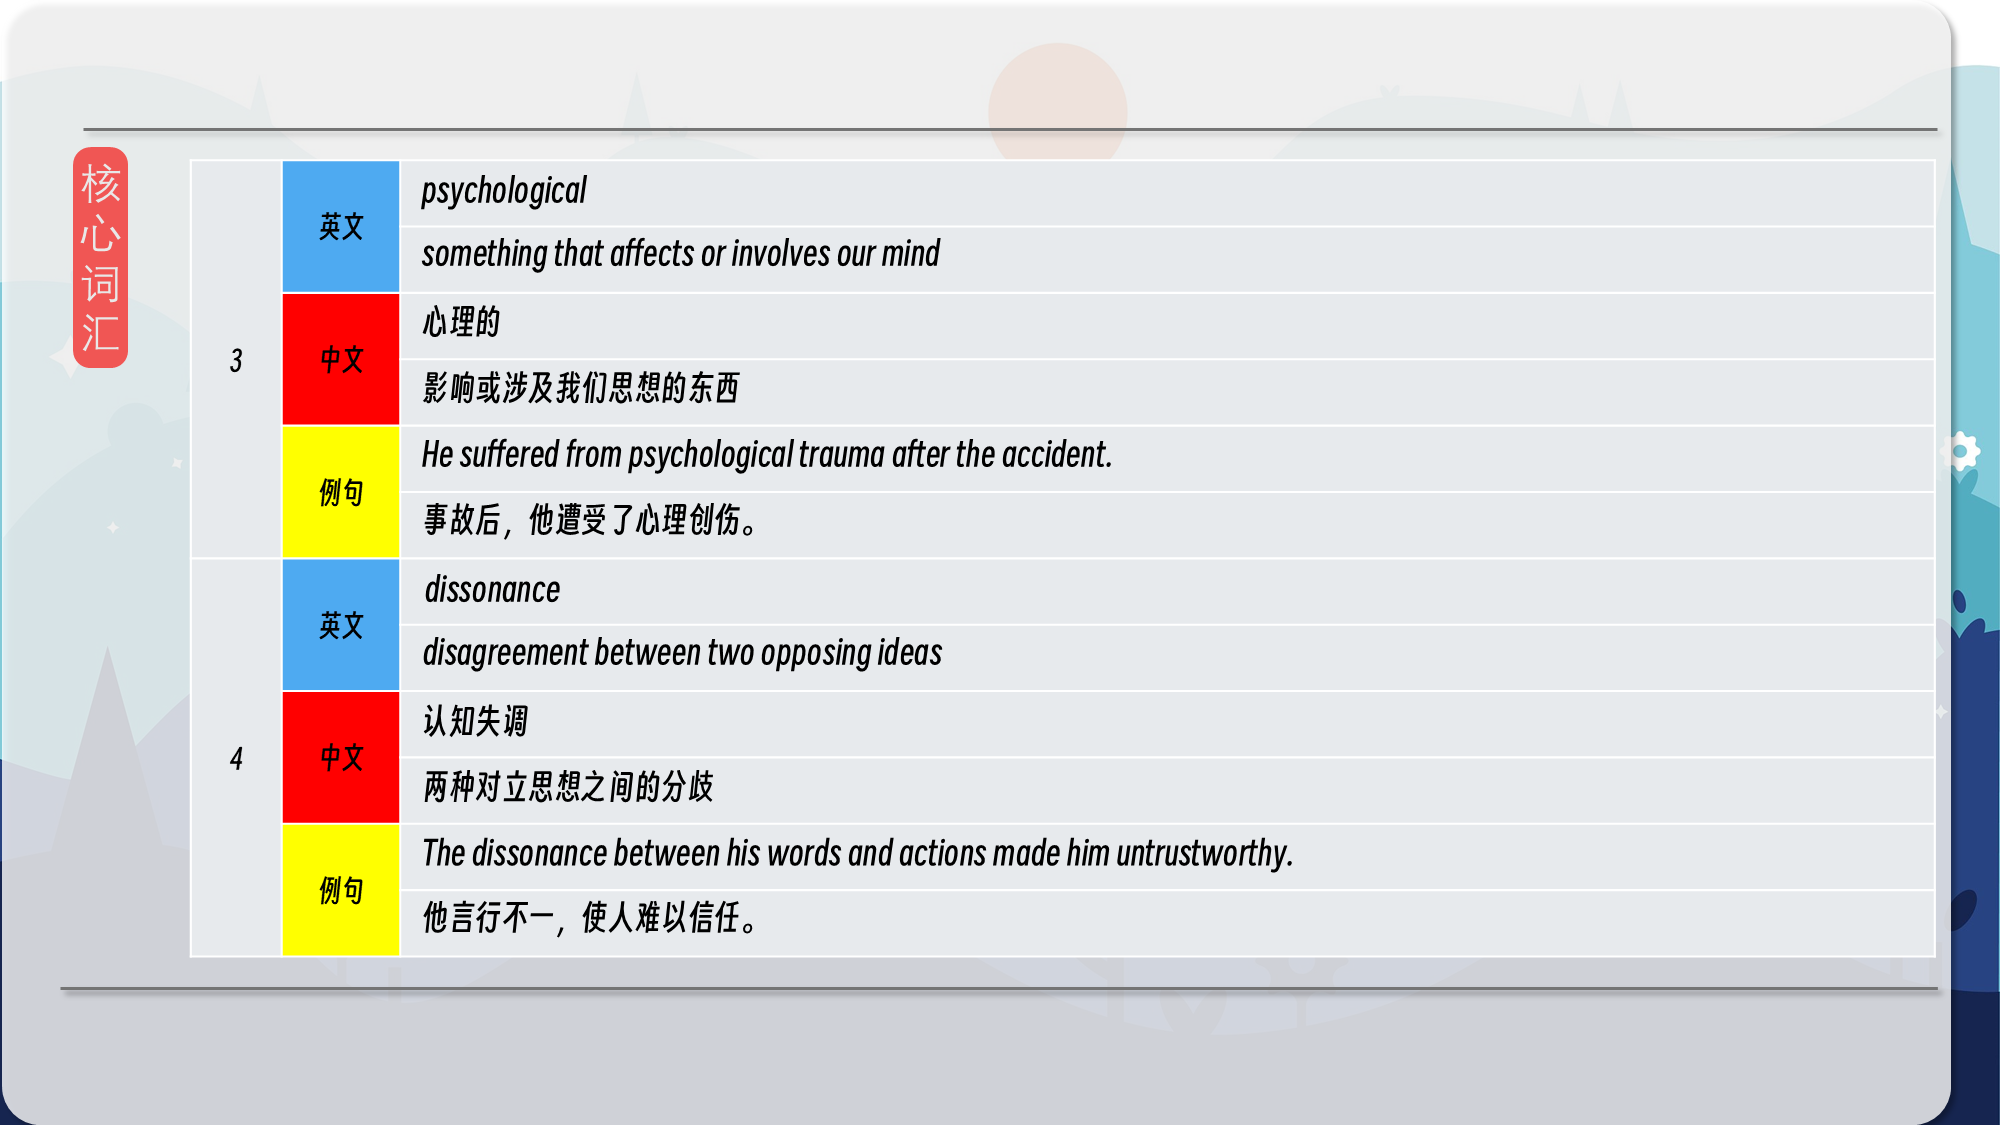 核心词汇
3
英文
psychological
something that affects or involves our mind
中文
心理的
影响或涉及我们思想的东西
例句
He suffered from psychological trauma after the accident.
事故后，他遭受了心理创伤。
4
英文
dissonance
disagreement between two opposing ideas
中文
认知失调
两种对立思想之间的分歧
例句
The dissonance between his words and actions made him untrustworthy.
他言行不一，使人难以信任。